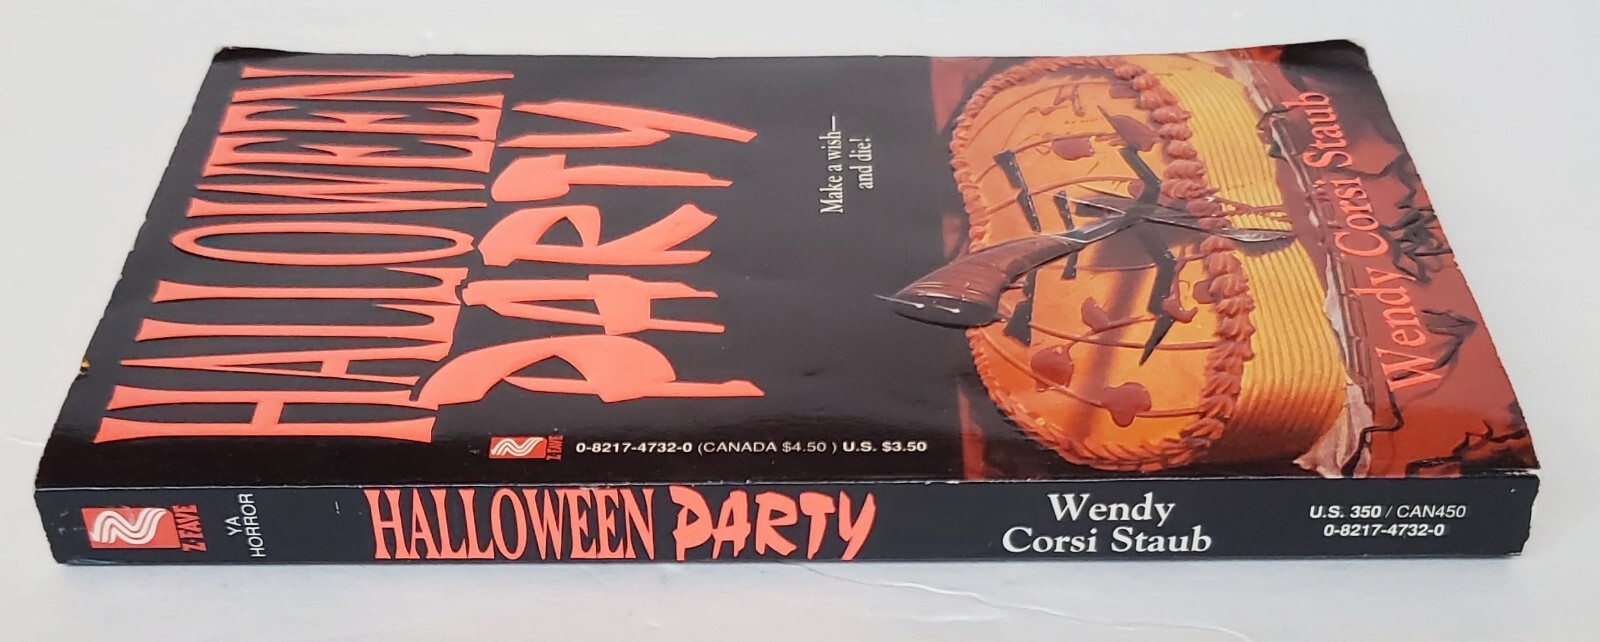 HALLOWEEN
PARTY
Make a wish—
and die!
Wendy Corsi Staub
Z·FAVE
0-8217-4732-0 (CANADA $4.50 ) U.S. $3.50
Z·FAVE
YA
HORROR
HALLOWEEN PARTY
Wendy
Corsi Staub
U.S. 350 / CAN450
0-8217-4732-0